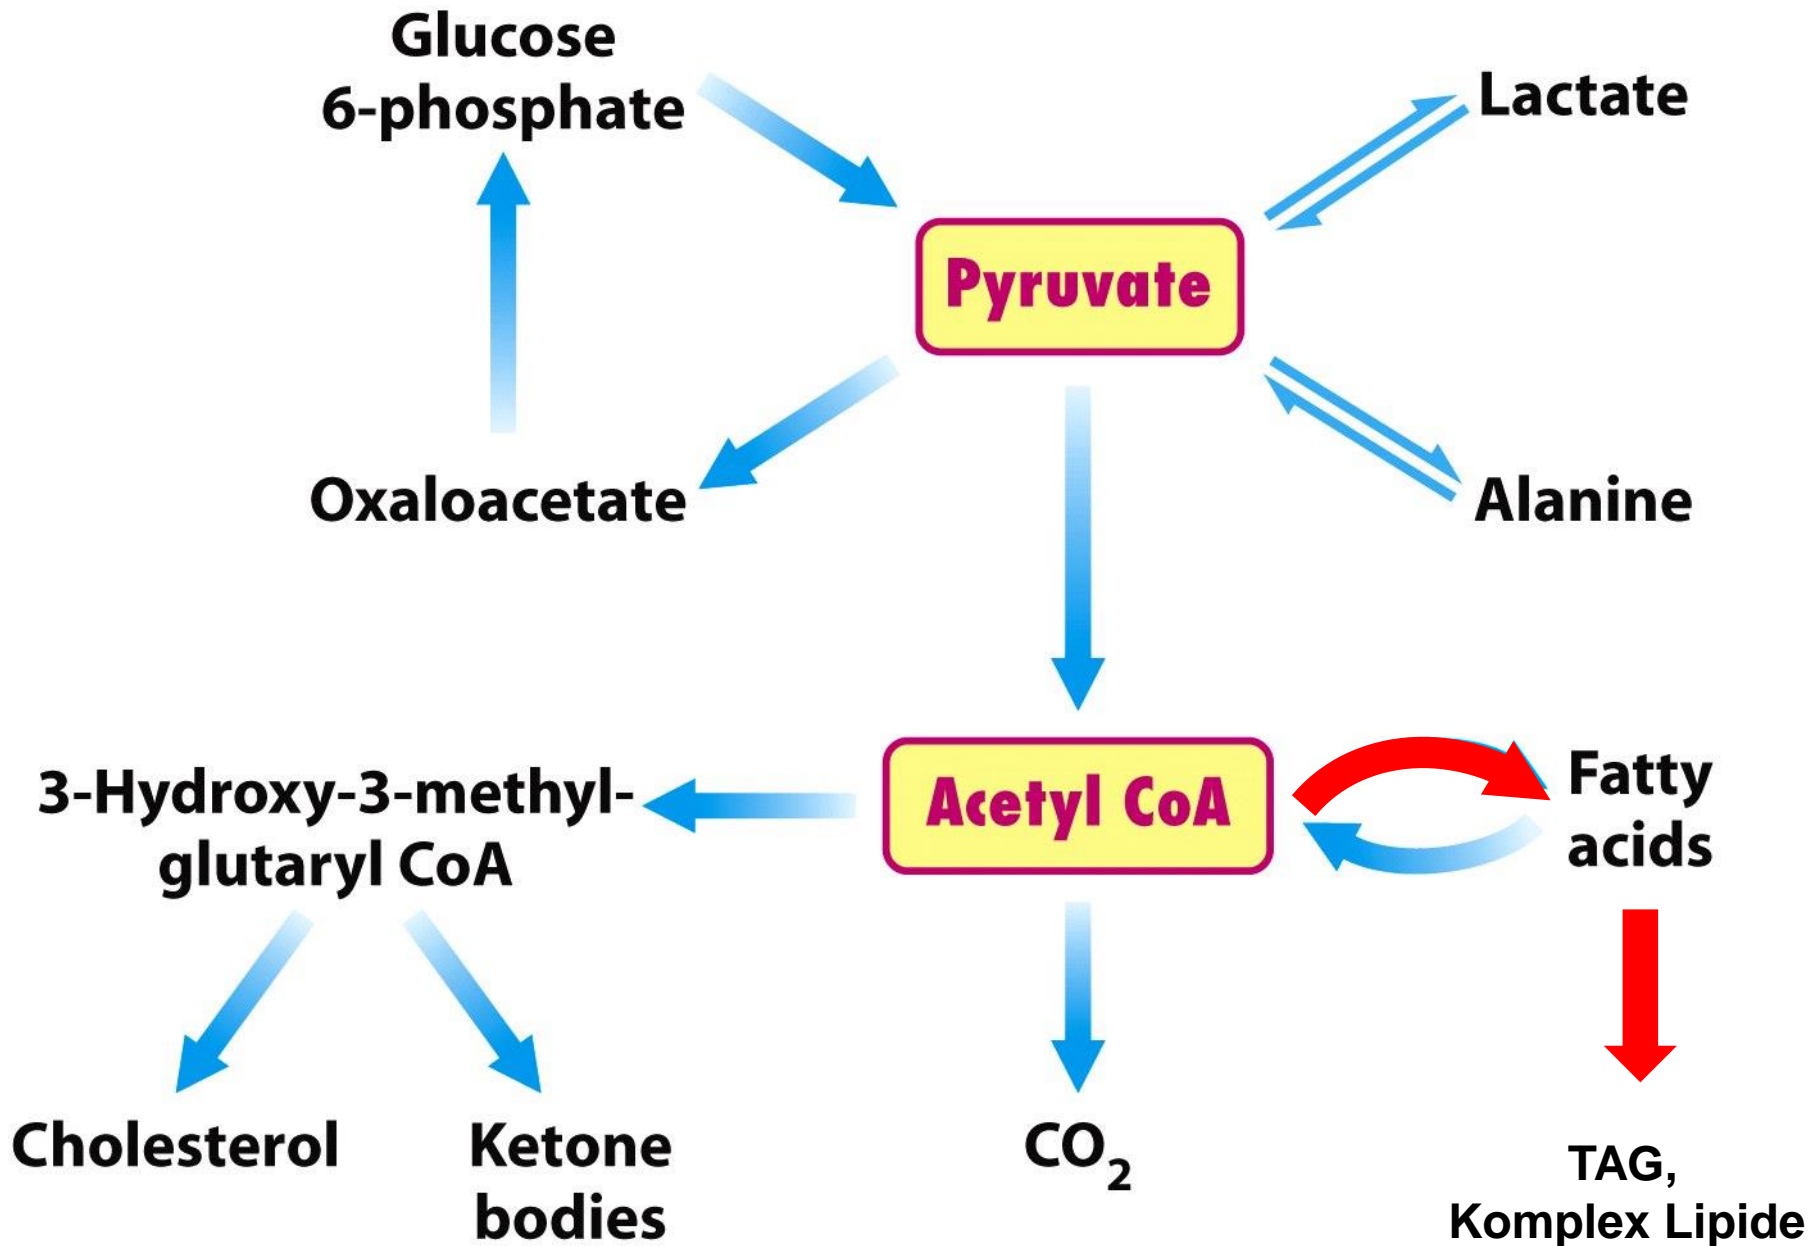 Glucose
6-phosphate
Lactate
Pyruvate
Oxaloacetate
Alanine
3-Hydroxy-3-methyl-
glutaryl CoA
Acetyl CoA
Fatty
acids
Cholesterol
Ketone
bodies
CO₂
TAG,
Komplex Lipide